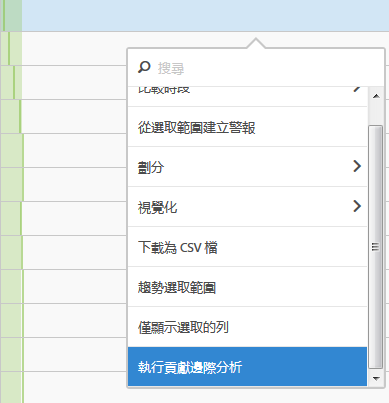 搜尋
比較時段
從選取範圍建立警報
劃分
視覺化
下載為 CSV 檔
趨勢選取範圍
僅顯示選取的列
執行貢獻邊際分析